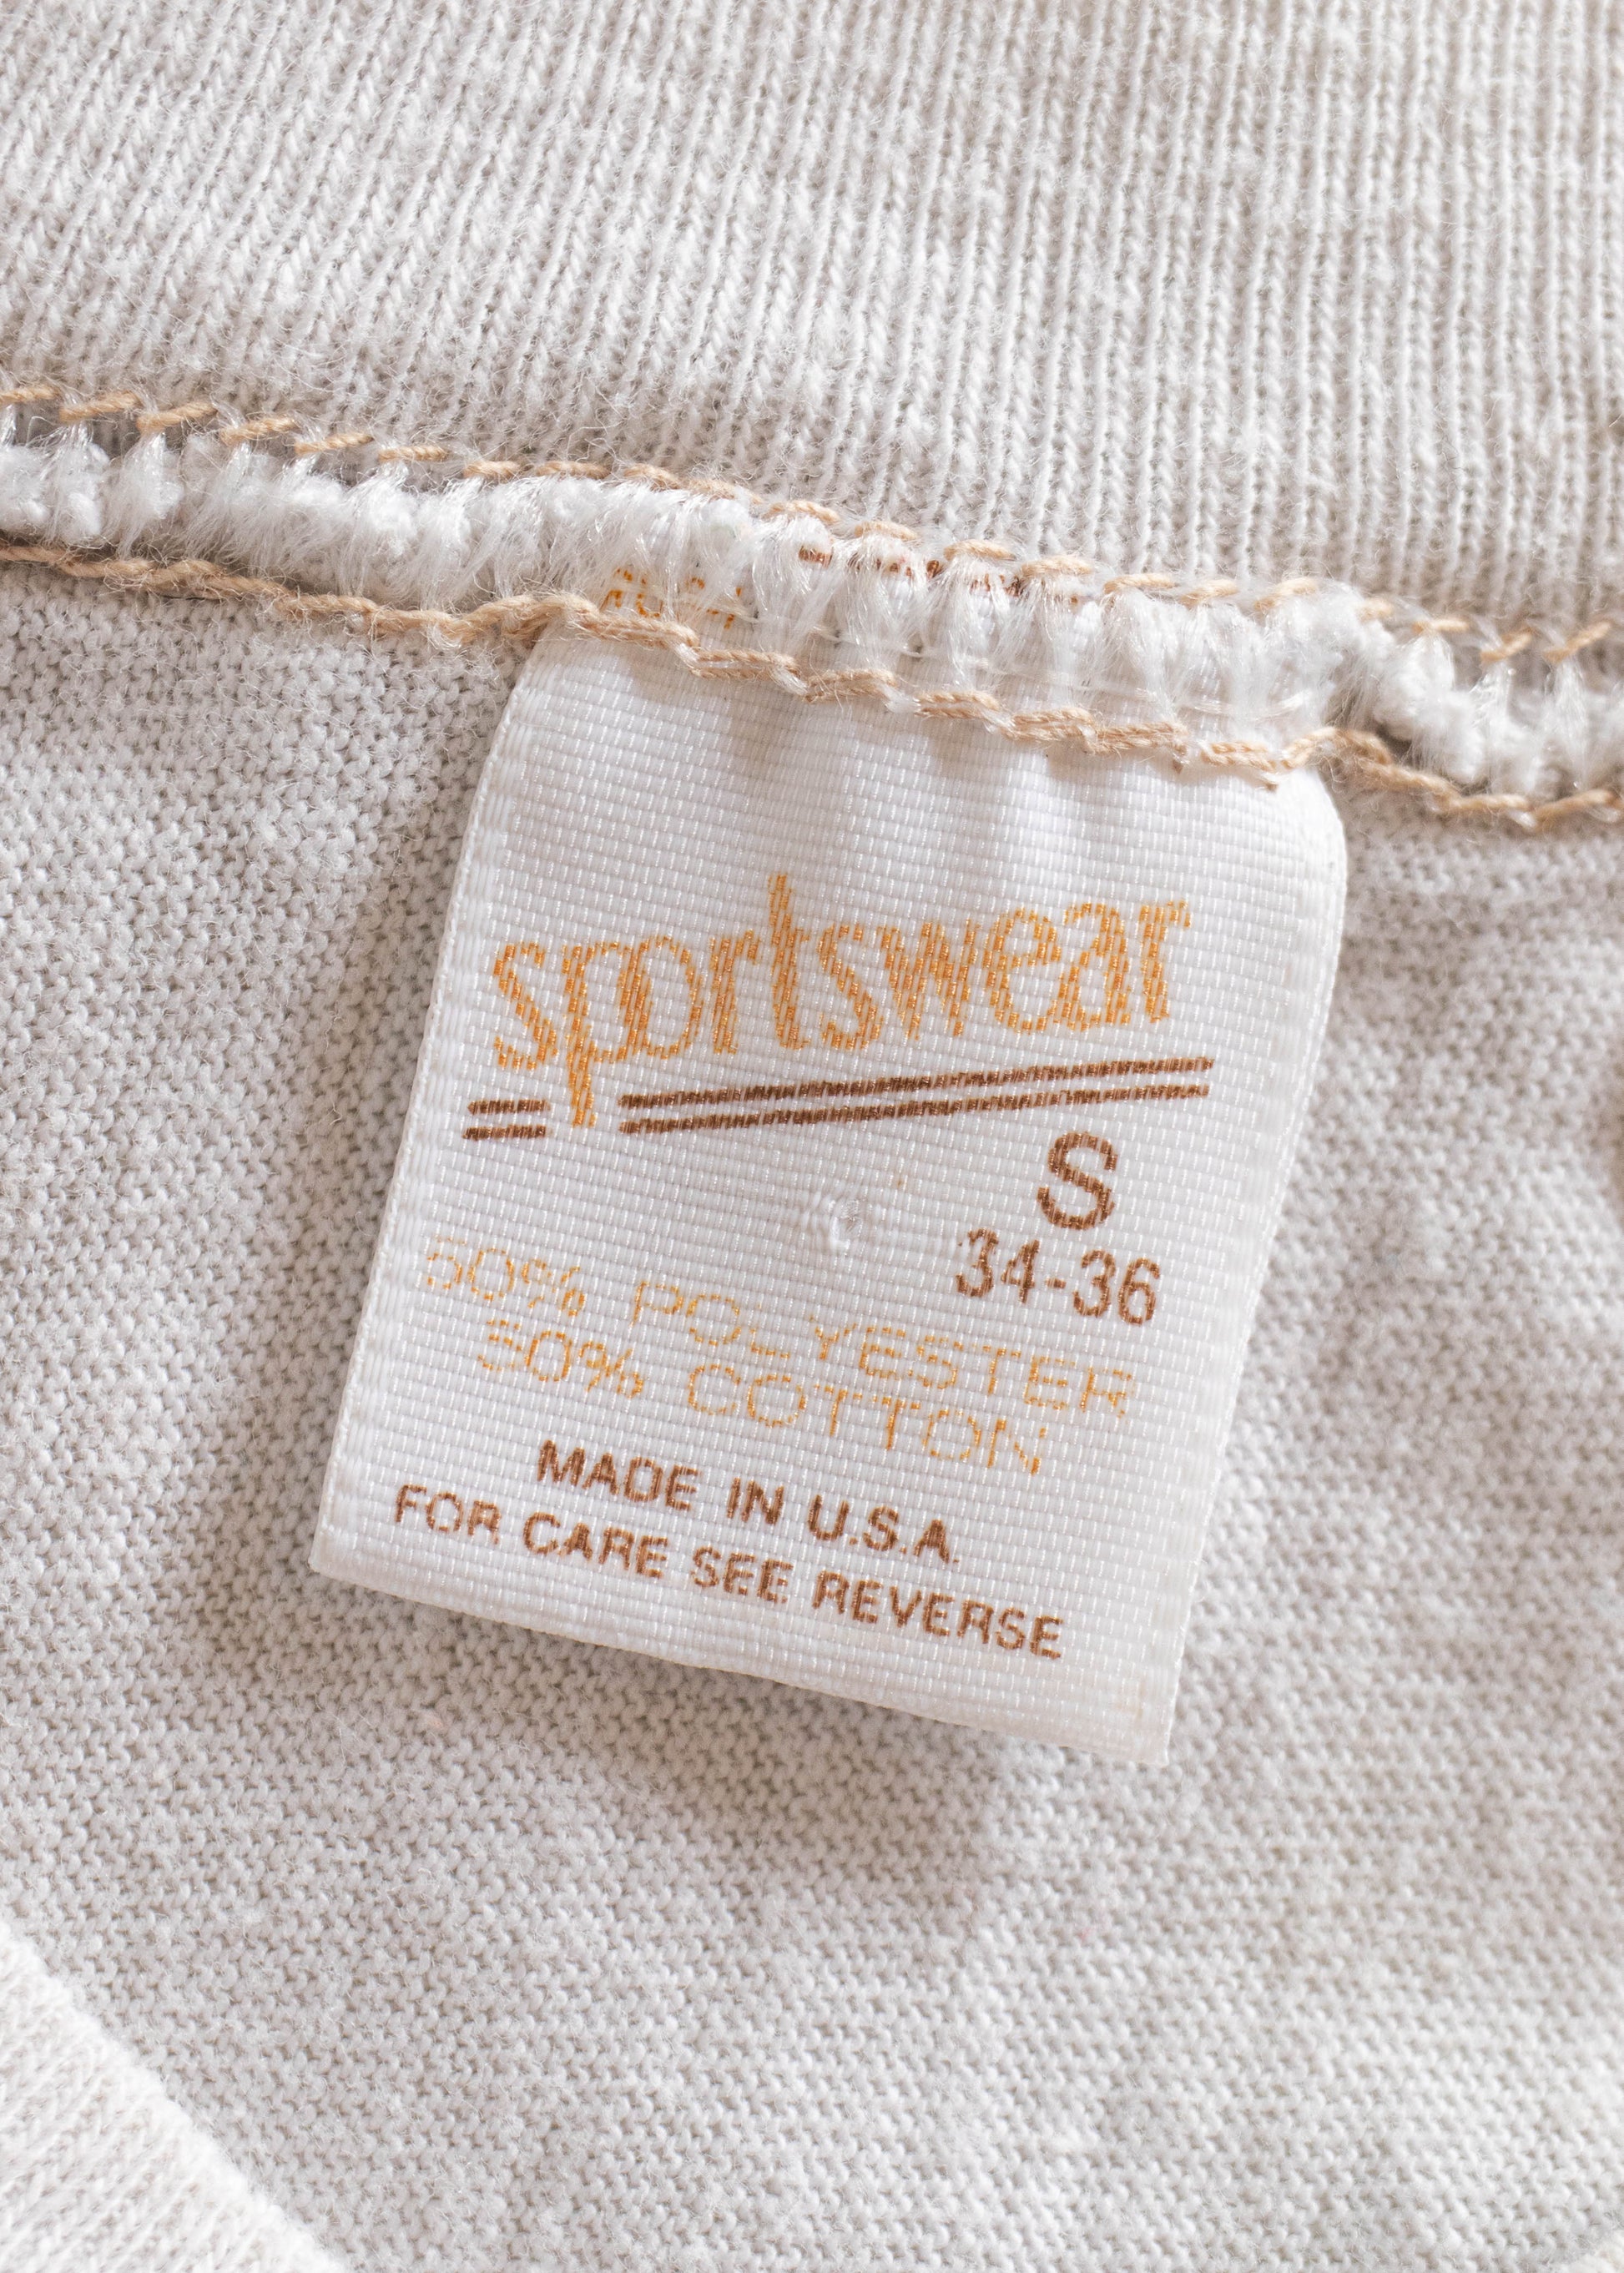 sportswear
S
34-36
50% POLYESTER
50% COTTON
MADE IN U.S.A.
FOR CARE SEE REVERSE